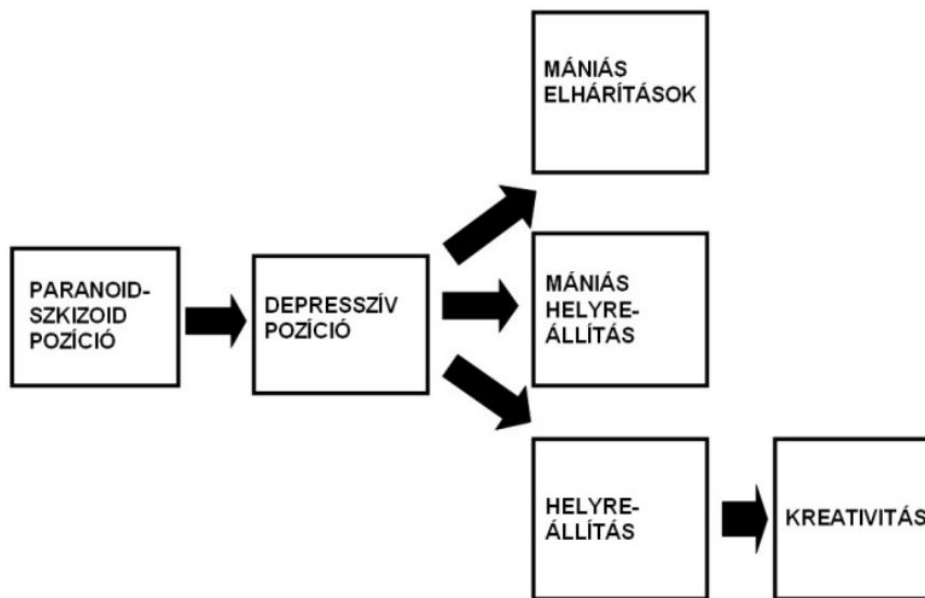 MÁNIÁS
ELHÁRÍTÁSOK
PARANOID-
SZKIZOID
POZÍCIÓ
DEPRESSZÍV
POZÍCIÓ
MÁNIÁS
HELYRE-
ÁLLÍTÁS
HELYRE-
ÁLLÍTÁS
KREATIVITÁS